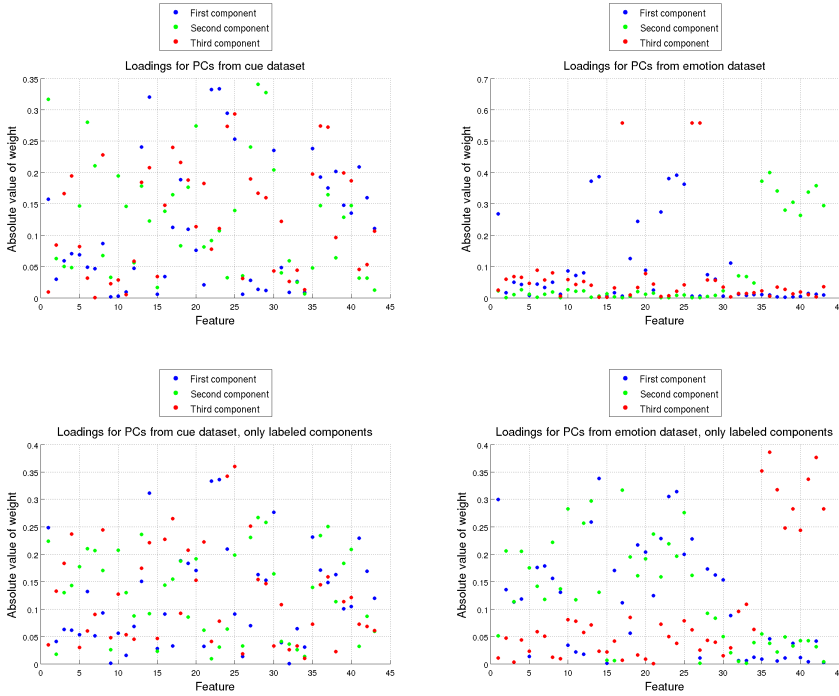 First component
Second component
Third component
Loadings for PCs from cue dataset
Absolute value of weight
0.35
0.3
0.25
0.2
0.15
0.1
0.05
0
0 5 10 15 20 25 30 35 40 45
Feature
First component
Second component
Third component
Loadings for PCs from emotion dataset
Absolute value of weight
0.7
0.6
0.5
0.4
0.3
0.2
0.1
0
0 5 10 15 20 25 30 35 40
Feature
First component
Second component
Third component
Loadings for PCs from cue dataset, only labeled components
Absolute value of weight
0.4
0.35
0.3
0.25
0.2
0.15
0.1
0.05
0
0 5 10 15 20 25 30 35 40 45
Feature
First component
Second component
Third component
Loadings for PCs from emotion dataset, only labeled components
Absolute value of weight
0.4
0.35
0.3
0.25
0.2
0.15
0.1
0.05
0
0 5 10 15 20 25 30 35 40
Feature